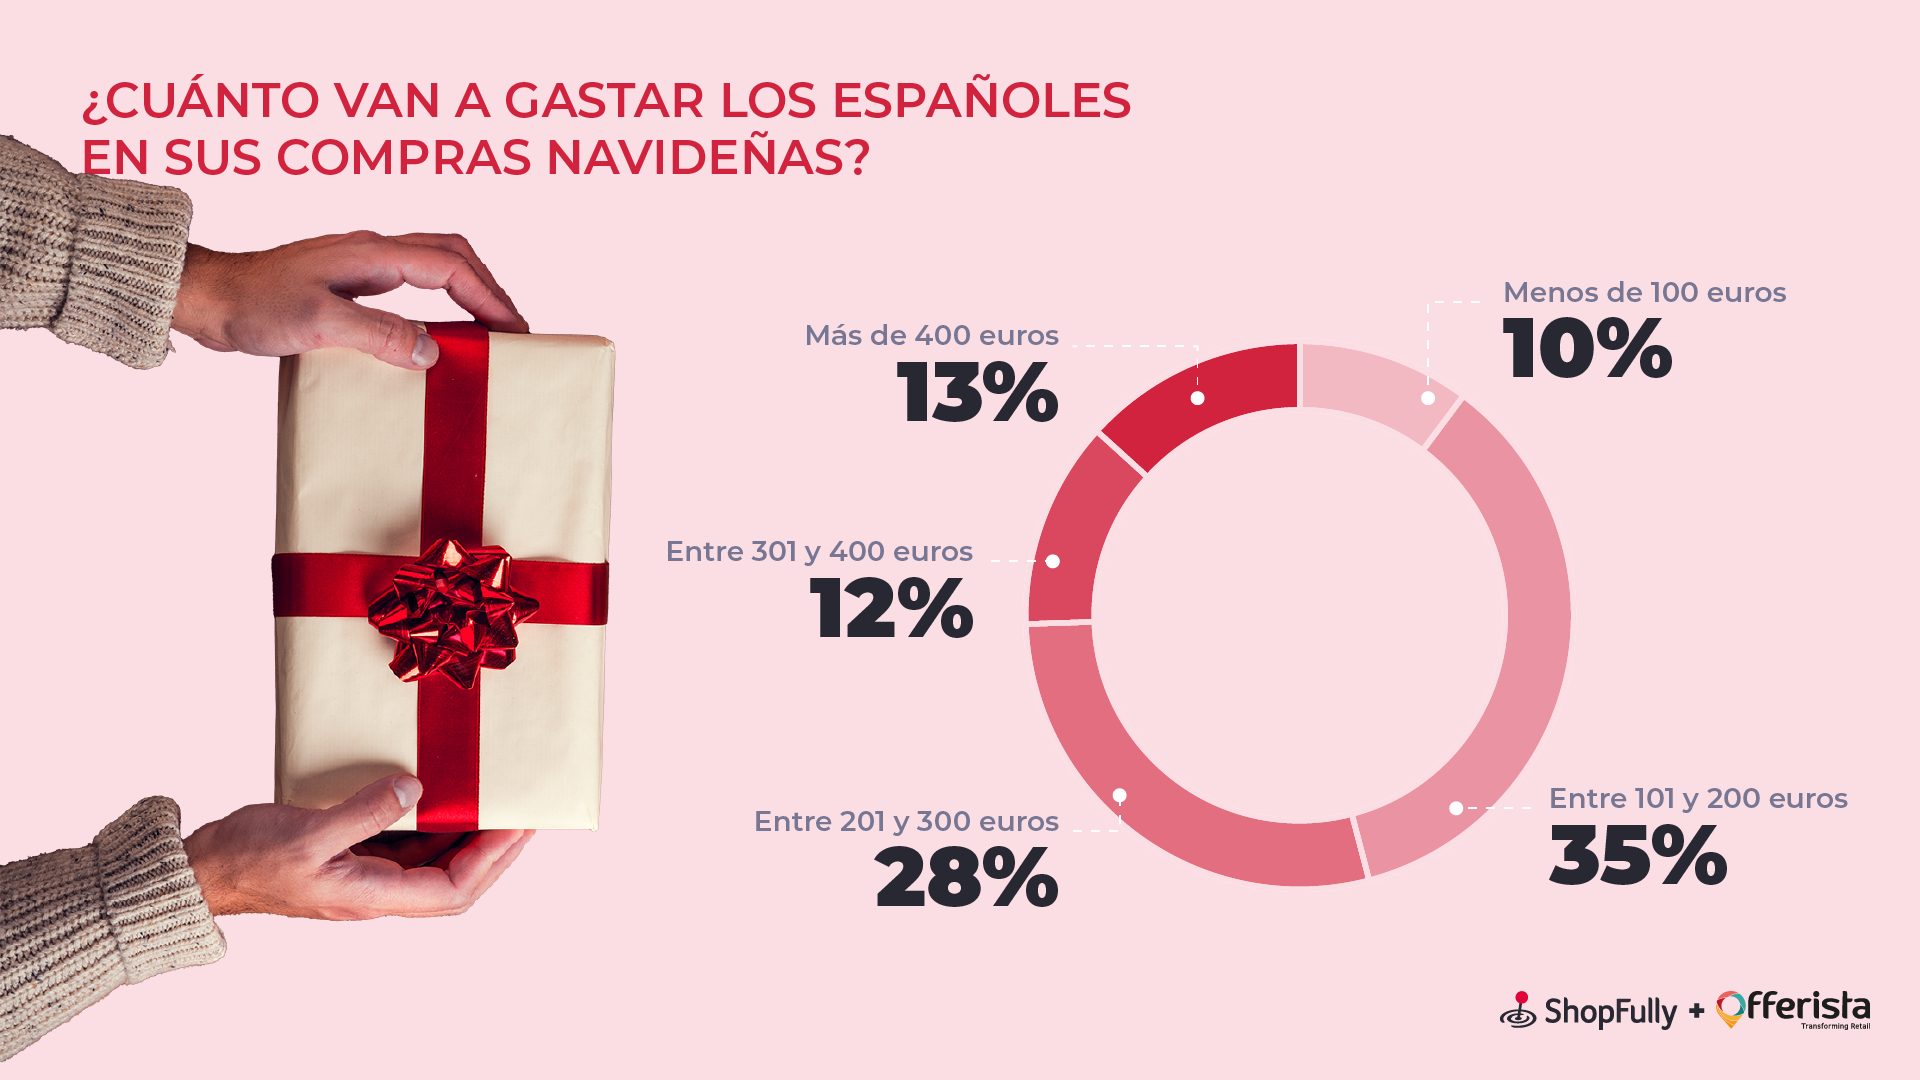 ¿CUÁNTO VAN A GASTAR LOS ESPAÑOLES
EN SUS COMPRAS NAVIDEÑAS?
Menos de 100 euros
10%
Más de 400 euros
13%
Entre 301 y 400 euros
12%
Entre 201 y 300 euros
28%
Entre 101 y 200 euros
35%
ShopFully + Offerista
Transforming Retail